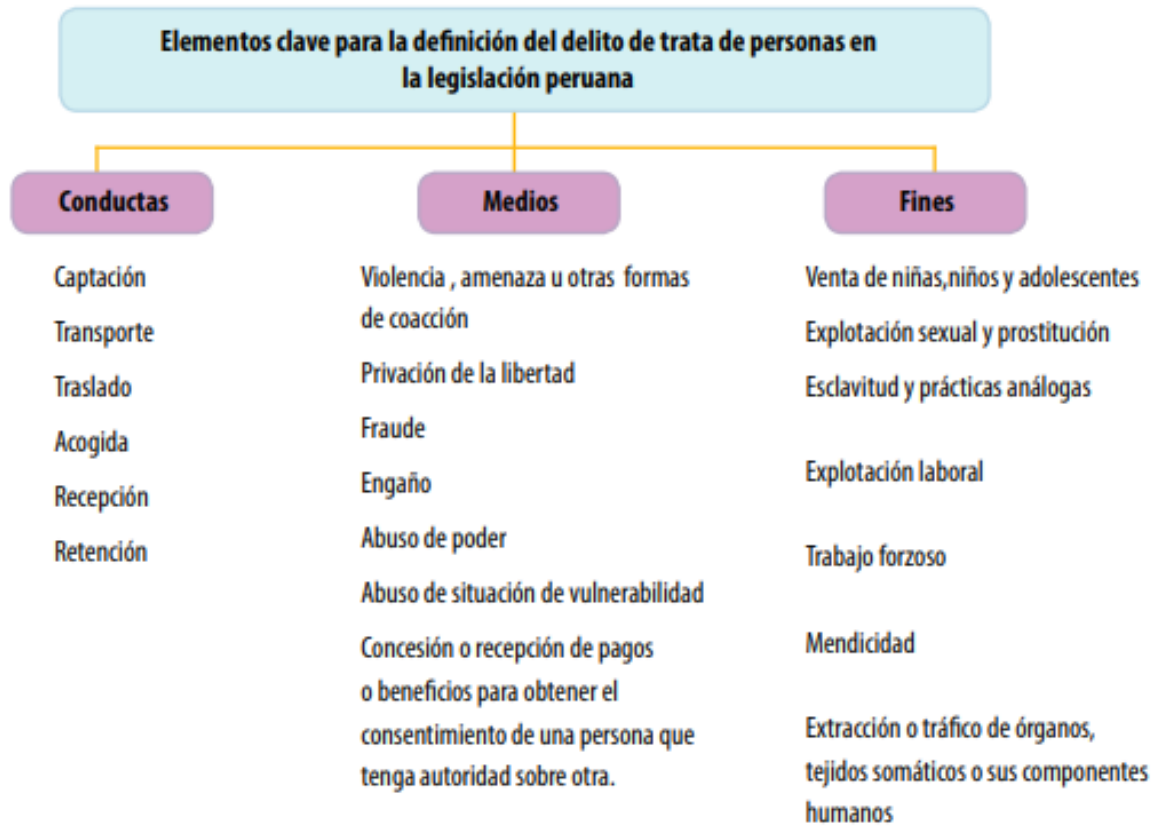 Elementos clave para la definición del delito de trata de personas en
la legislación peruana
Conductas
Captación
Transporte
Traslado
Acogida
Recepción
Retención
Medios
Violencia , amenaza u otras formas
de coacción
Privación de la libertad
Fraude
Engaño
Abuso de poder
Abuso de situación de vulnerabilidad
Concesión o recepción de pagos
o beneficios para obtener el
consentimiento de una persona que
tenga autoridad sobre otra.
Fines
Venta de niñas,niños y adolescentes
Explotación sexual y prostitución
Esclavitud y prácticas análogas
Explotación laboral
Trabajo forzoso
Mendicidad
Extracción o tráfico de órganos,
tejidos somáticos o sus componentes
humanos